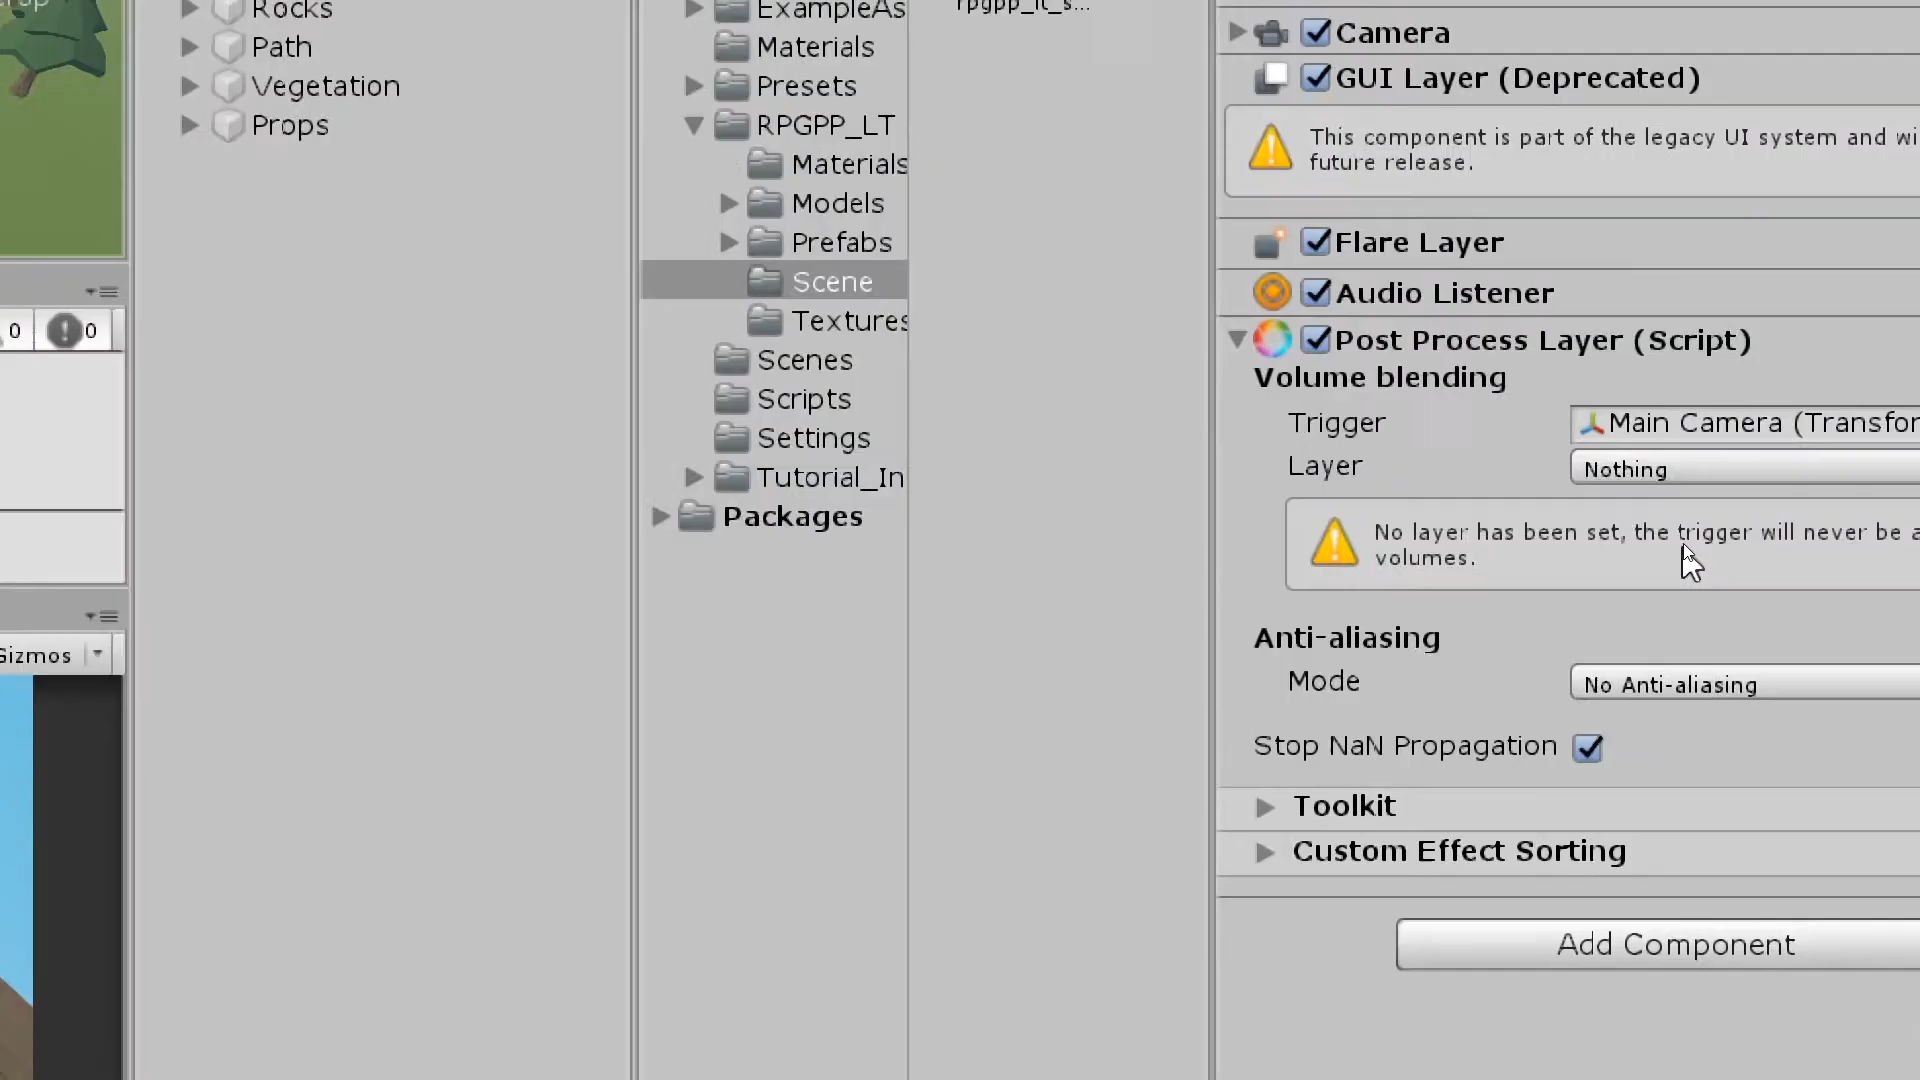 Rocks
Path
Vegetation
Props
0
0
Gizmos
ExampleAs
Materials
Presets
RPGPP_LT
Materials
Models
Prefabs
Scene
Textures
Scenes
Scripts
Settings
Tutorial_In
Packages
Camera
GUI Layer (Deprecated)
This component is part of the legacy UI system and wi
future release.
Flare Layer
Audio Listener
Post Process Layer (Script)
Volume blending
Trigger
Main Camera (Transfor
Layer
Nothing
No layer has been set, the trigger will never be a
volumes.
Anti-aliasing
Mode
No Anti-aliasing
Stop NaN Propagation
Toolkit
Custom Effect Sorting
Add Component